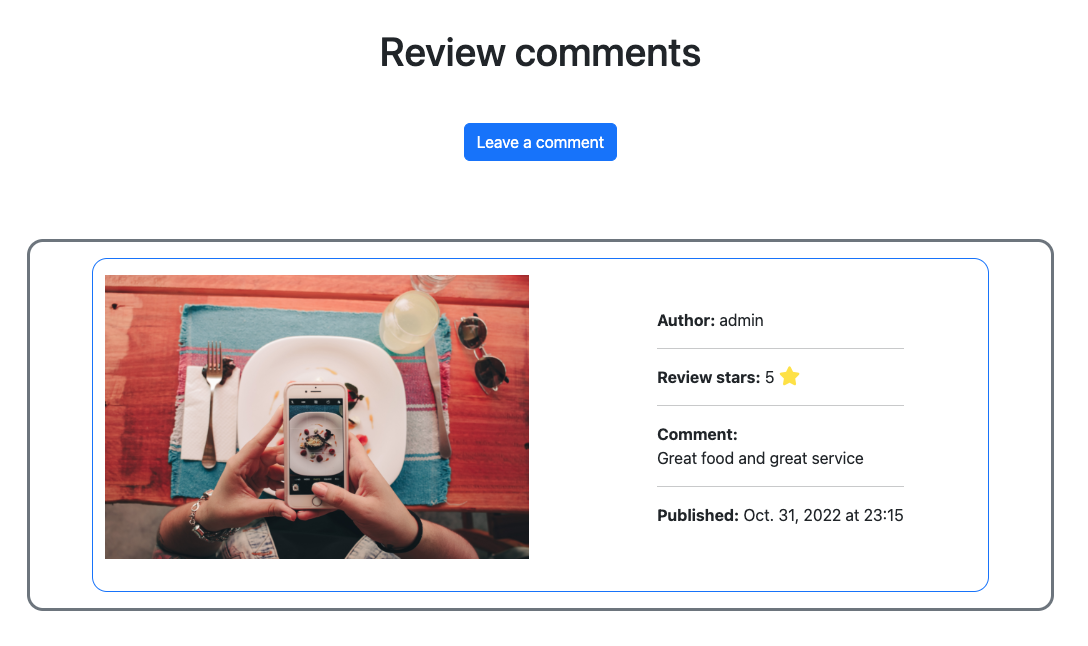 Review comments
Leave a comment
Author: admin
Review stars: 5 ⭐
Comment:
Great food and great service
Published: Oct. 31, 2022 at 23:15